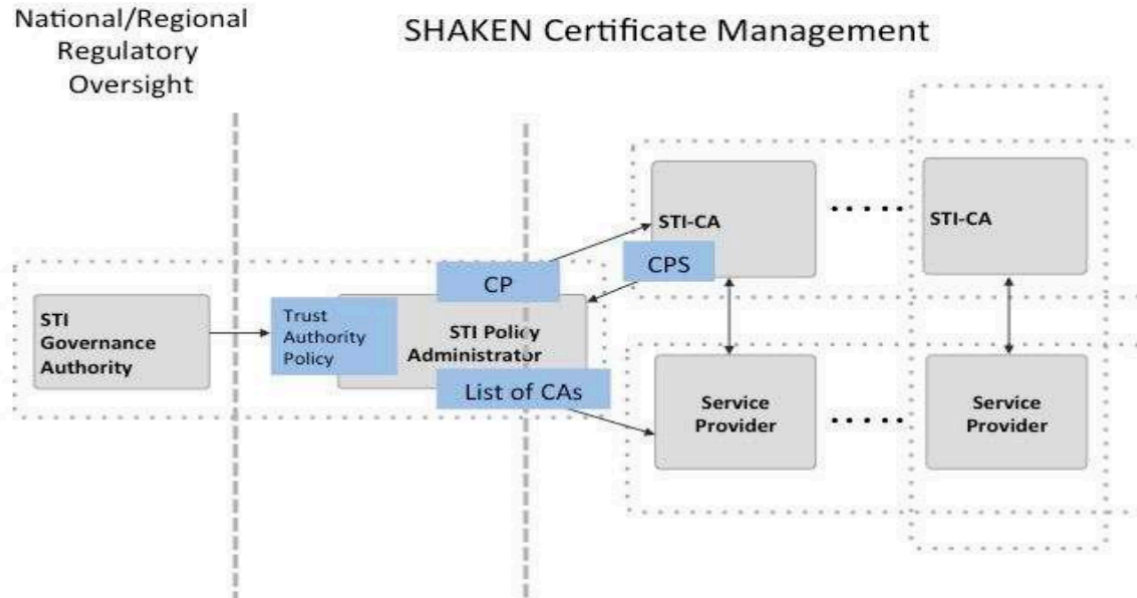 National/Regional
Regulatory
Oversight
SHAKEN Certificate Management
STI-CA
STI-CA
CPS
CP
STI
Governance
Authority
Trust
Authority
Policy
STI Policy
Administrator
List of CAs
Service
Provider
Service
Provider